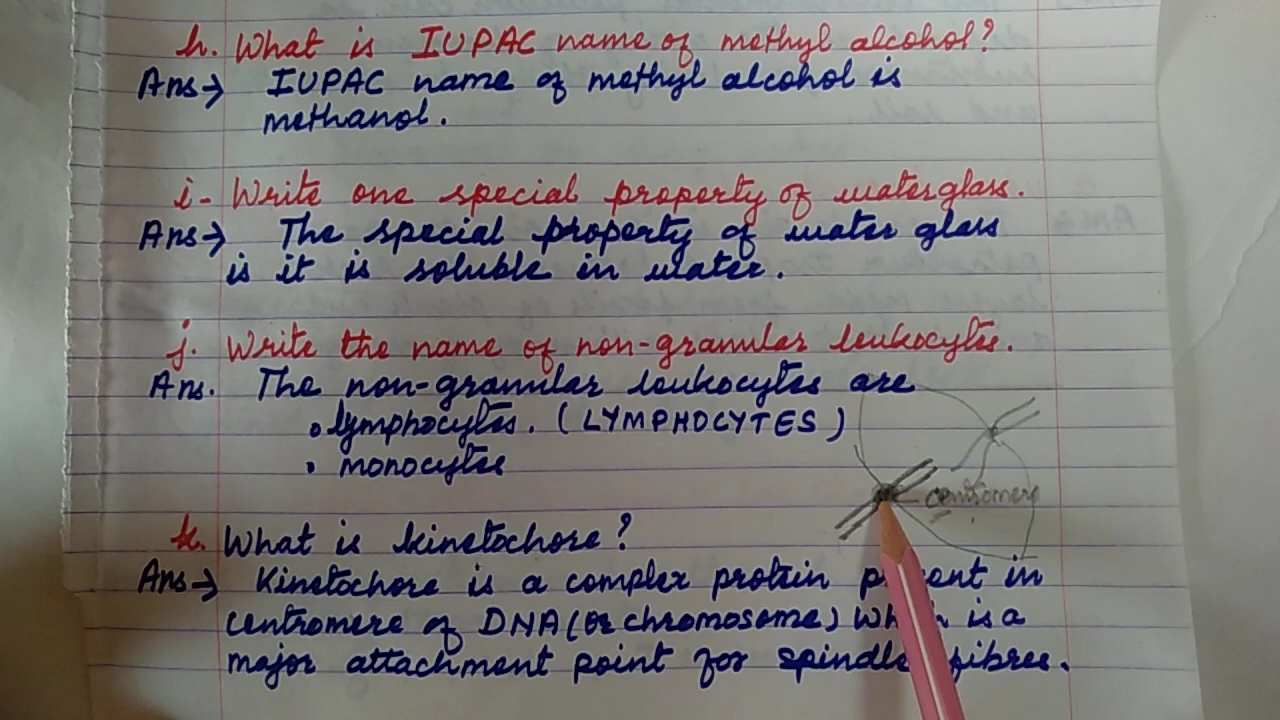 h. What is IUPAC name of methyl alcohol?
Ans→ IUPAC name of methyl alcohol is
methanol.
i- Write one special property of waterglass.
Ans→ The special property of water glass
is it is soluble in water.
j. Write the name of non-granular leukocytes.
Ans. The non-granular leukocytes are
• lymphocytes. (LYMPHOCYTES)
• monocytes
centromere
k. What is kinetochore?
Ans→ Kinetochore is a complex protein present in
centromere of DNA (or chromosome) which is a
major attachment point for spindle fibres.